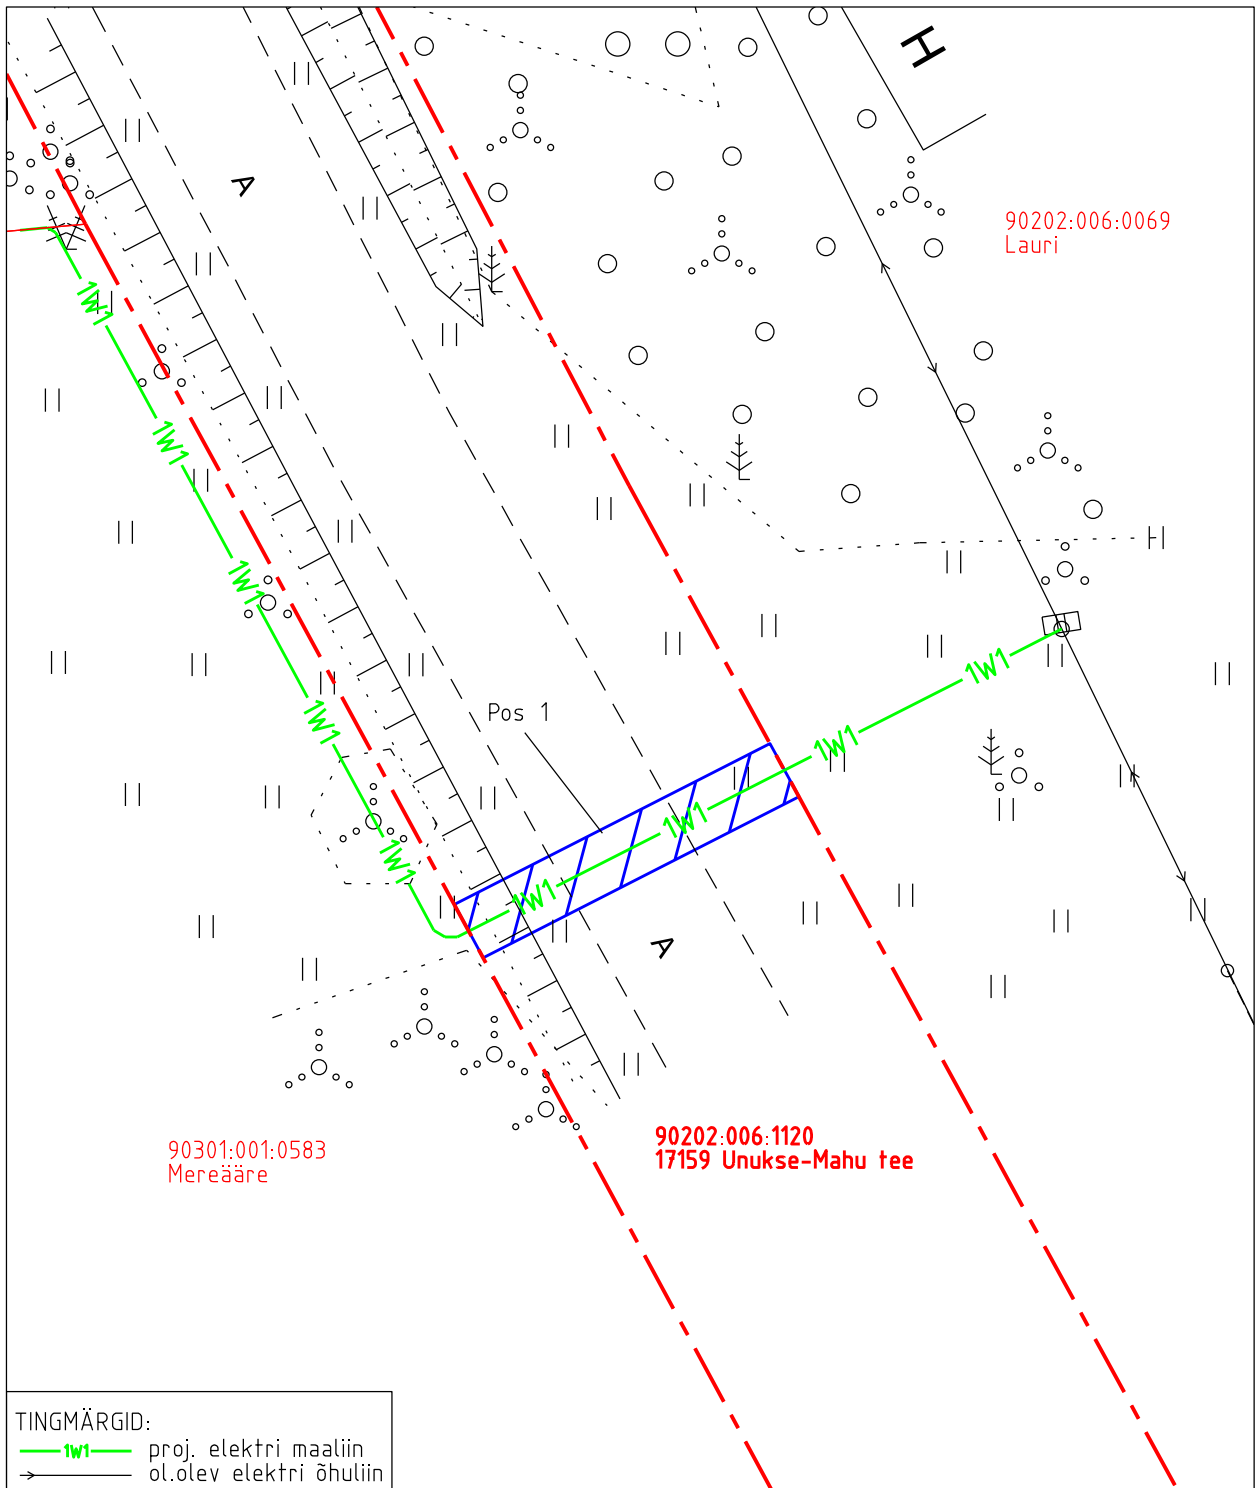 H
A
90202:006:0069
Lauri
1W1
1W1
1W1
1W1
1W1
Pos 1
1W1
1W1
1W1
1W1
A
90301:001:0583
Mereääre
90202:006:1120
17159 Unukse-Mahu tee
TINGMÄRGID:
1W1 proj. elektri maaliin
ol.olev elektri õhuliin